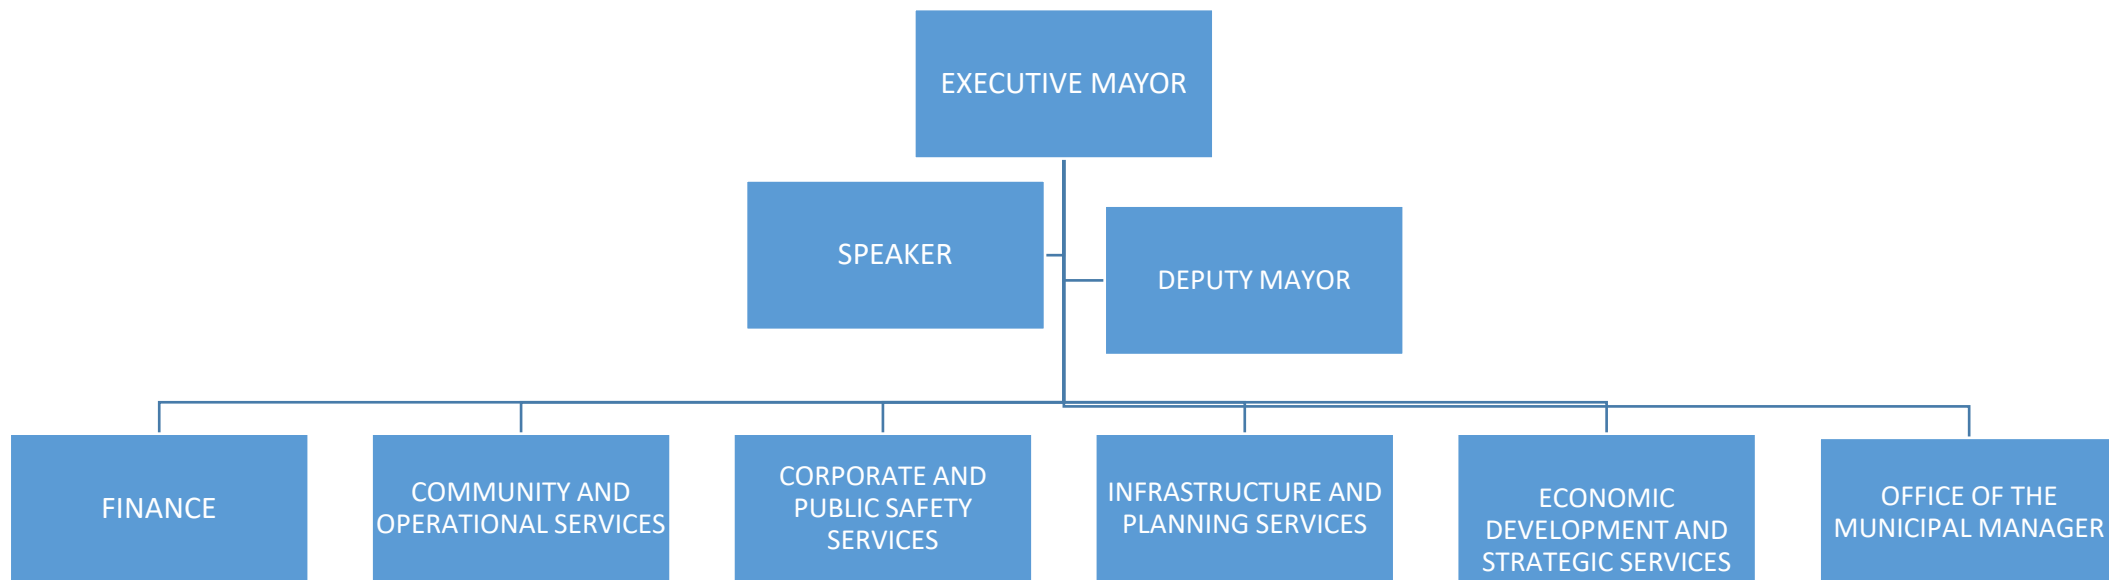 EXECUTIVE MAYOR
SPEAKER
DEPUTY MAYOR
FINANCE
COMMUNITY AND
OPERATIONAL SERVICES
CORPORATE AND
PUBLIC SAFETY
SERVICES
INFRASTRUCTURE AND
PLANNING SERVICES
ECONOMIC
DEVELOPMENT AND
STRATEGIC SERVICES
OFFICE OF THE
MUNICIPAL MANAGER